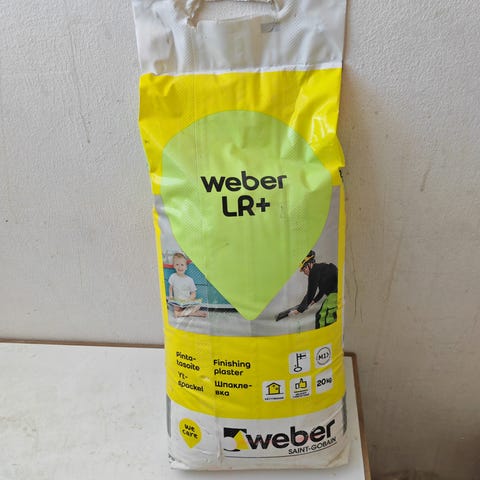 weber
LR+
Pinta-
tasoite
Finishing
plaster
Yt-
spackel
Шпакле-
вка
M1
20kg
we
care
weber
SAINT-GOBAIN